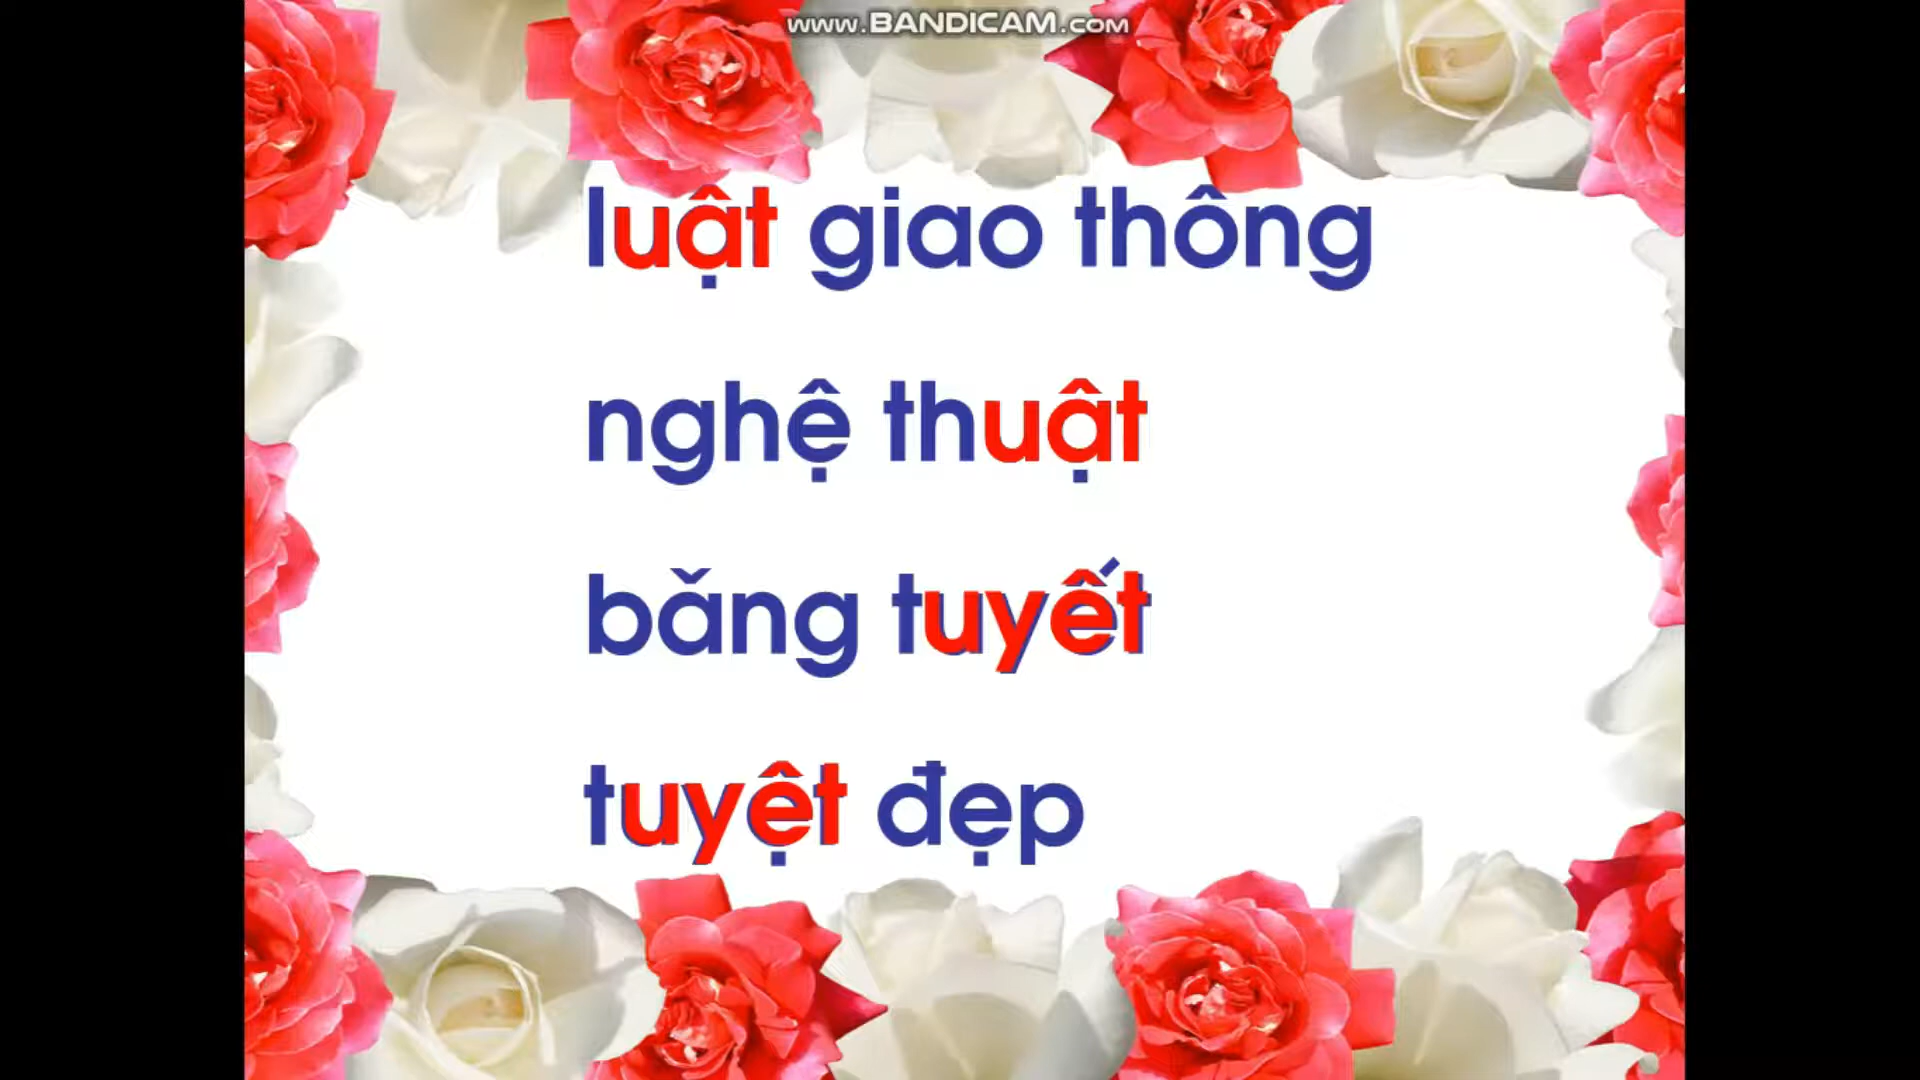 www.BANDICAM.com
luật giao thông
nghệ thuật
băng tuyết
tuyệt đẹp